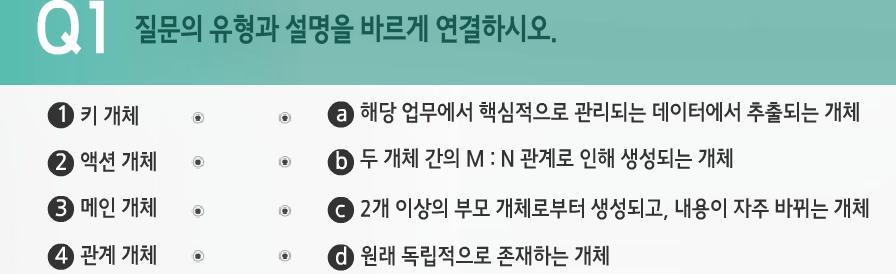 Q1 질문의 유형과 설명을 바르게 연결하시오.
1 키 개체 a 해당 업무에서 핵심적으로 관리되는 데이터에서 추출되는 개체
2 액션 개체 b 두 개체 간의 M : N 관계로 인해 생성되는 개체
3 메인 개체 c 2개 이상의 부모 개체로부터 생성되고, 내용이 자주 바뀌는 개체
4 관계 개체 d 원래 독립적으로 존재하는 개체